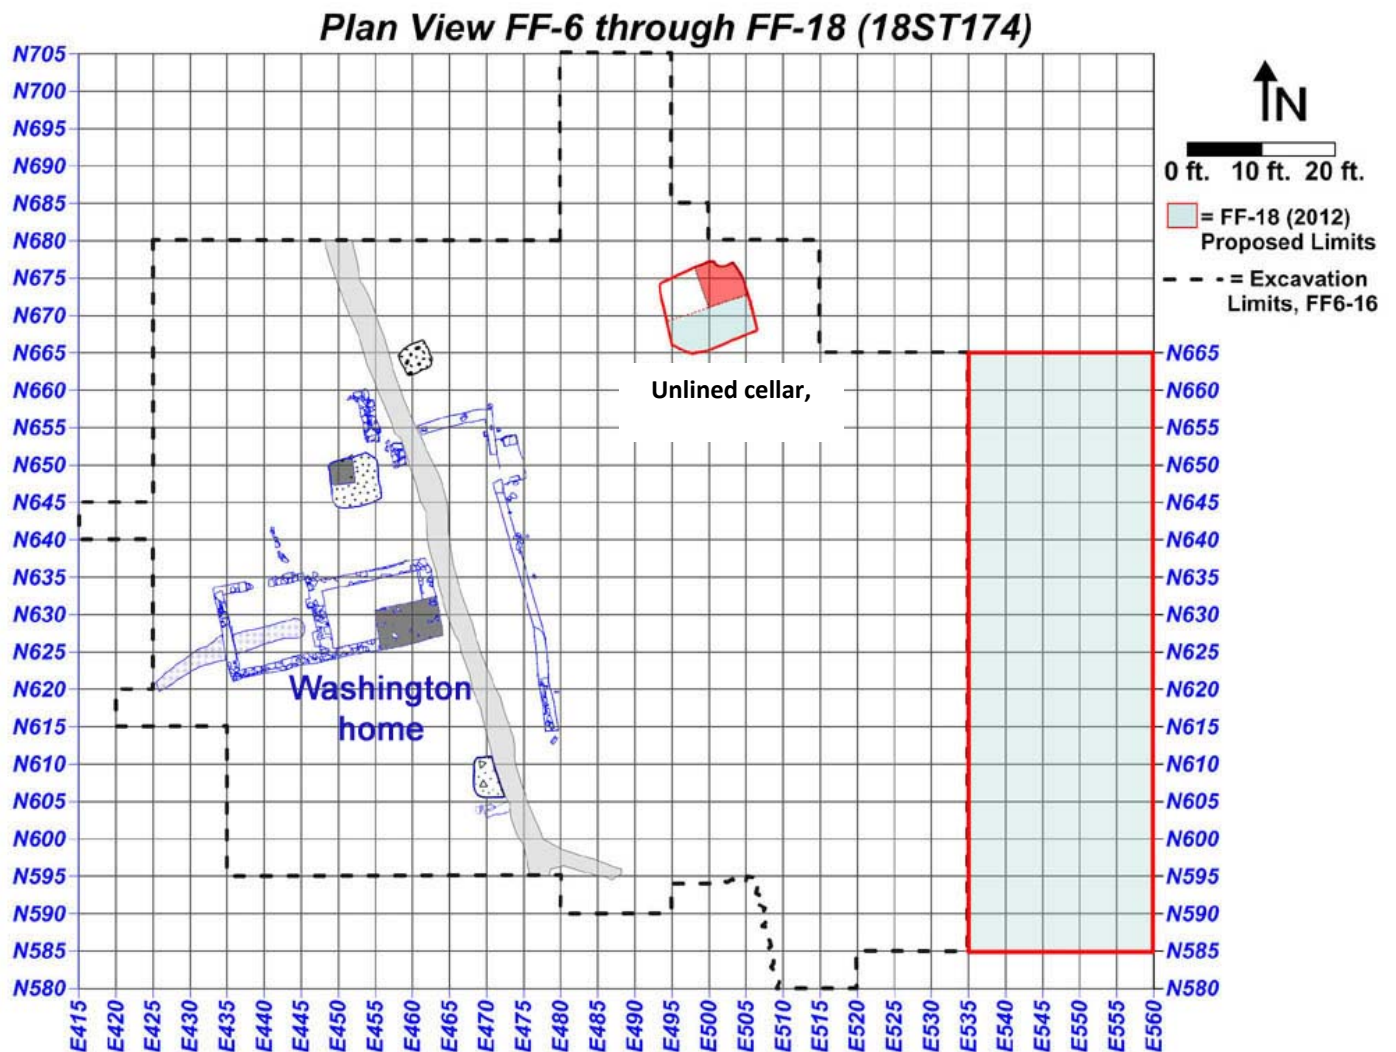 Plan View FF-6 through FF-18 (18ST174)
N705
N700
N695
N690
N685
N680
N675
N670
N665
N660
N655
N650
N645
N640
N635
N630
N625
N620
N615
N610
N605
N600
N595
N590
N585
N580
N
0 ft. 10 ft. 20 ft.
= FF-18 (2012)
Proposed Limits
= Excavation
Limits, FF6-16
Unlined cellar,
Washington
home
N665
N660
N655
N650
N645
N640
N635
N630
N625
N620
N615
N610
N605
N600
N595
N590
N585
N580
E415
E420
E425
E430
E435
E440
E445
E450
E455
E460
E465
E470
E475
E480
E485
E490
E495
E500
E505
E510
E515
E520
E525
E530
E535
E540
E545
E550
E555
E560